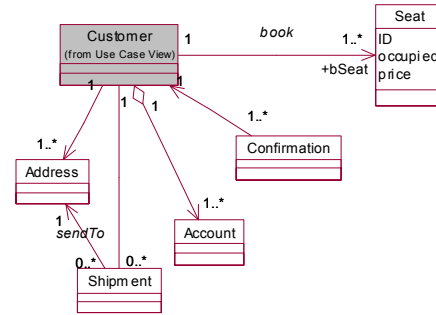 Seat
Customer
(from Use Case View)
1
book
1..*
ID
occupied
price
+bSeat
1
1
1
1
1..*
Confirmation
Address
1..*
1
sendTo
Account
0..*
0..*
Shipment